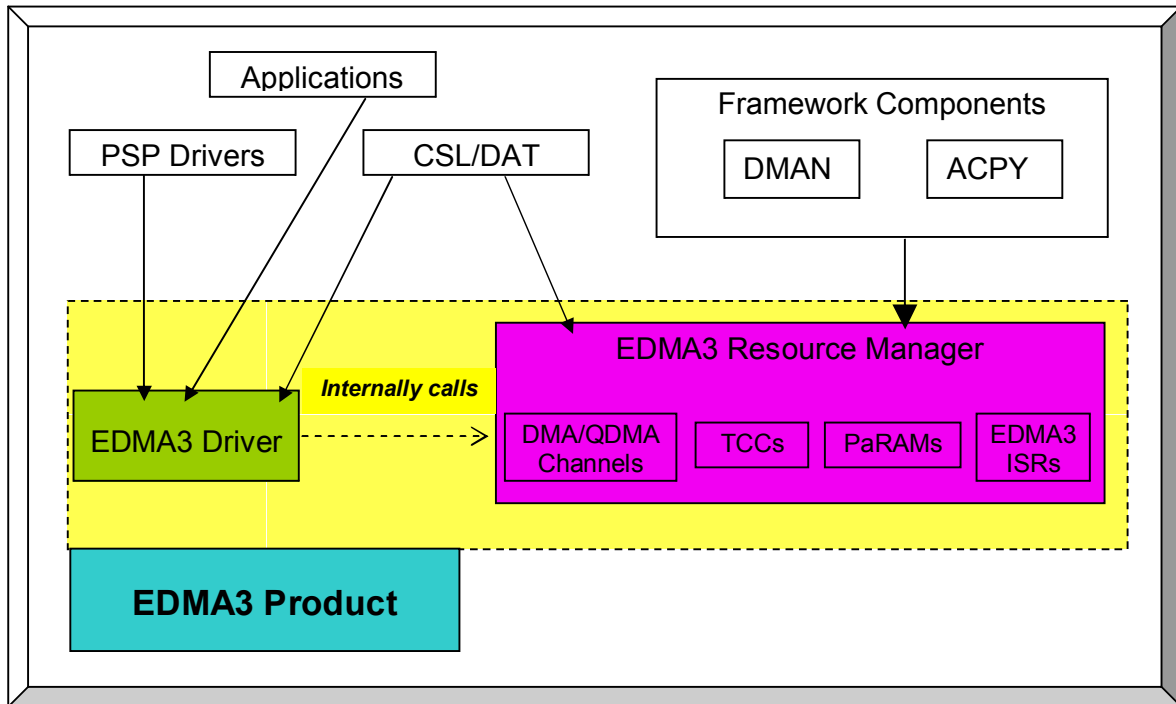 Applications
Framework Components
PSP Drivers
CSL/DAT
DMAN
ACPY
EDMA3 Resource Manager
Internally calls
EDMA3 Driver
DMA/QDMA
Channels
TCCs
PaRAMs
EDMA3
ISRs
EDMA3 Product